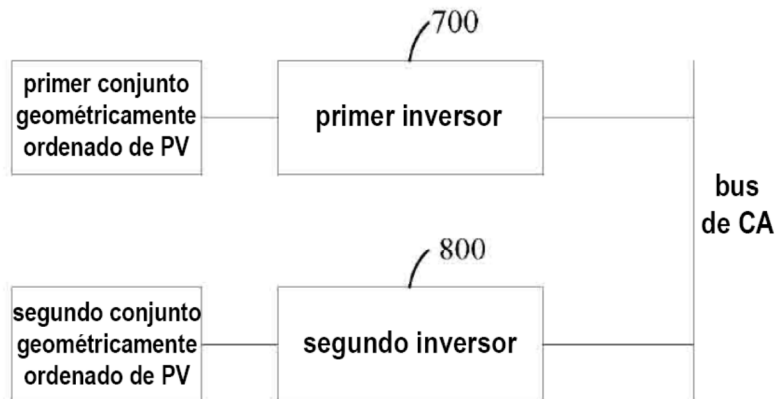 700
primer conjunto
geométricamente
ordenado de PV
primer inversor
bus
de CA
800
segundo conjunto
geométricamente
ordenado de PV
segundo inversor